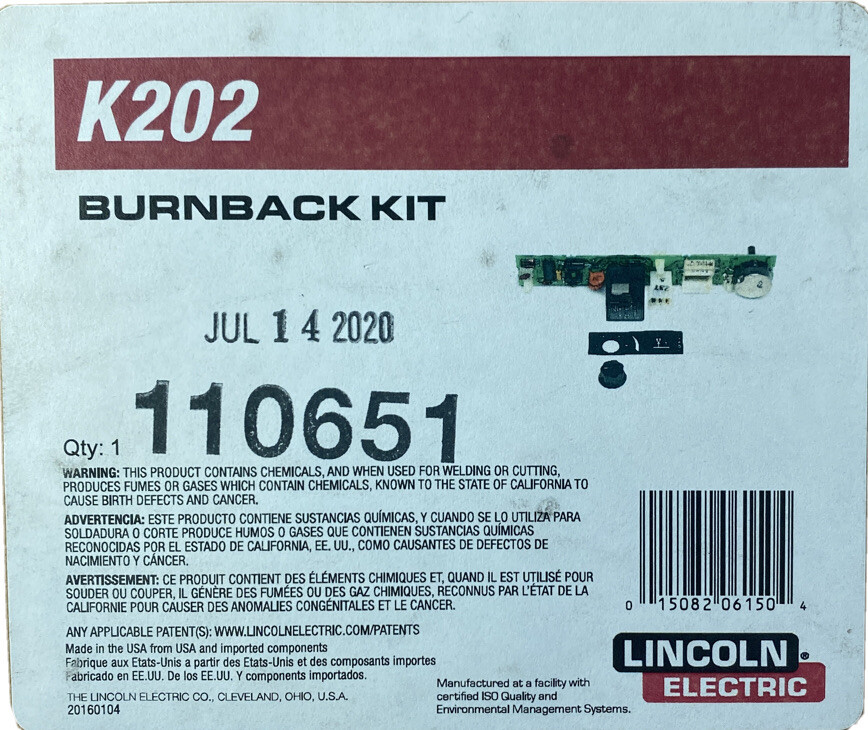 K202
BURNBACK KIT
JUL 14 2020
110651
Qty: 1
WARNING: THIS PRODUCT CONTAINS CHEMICALS, AND WHEN USED FOR WELDING OR CUTTING,
PRODUCES FUMES OR GASES WHICH CONTAIN CHEMICALS, KNOWN TO THE STATE OF CALIFORNIA TO
CAUSE BIRTH DEFECTS AND CANCER.
ADVERTENCIA: ESTE PRODUCTO CONTIENE SUSTANCIAS QUÍMICAS, Y CUANDO SE LO UTILIZA PARA
SOLDADURA O CORTE PRODUCE HUMOS O GASES QUE CONTIENEN SUSTANCIAS QUÍMICAS
RECONOCIDAS POR EL ESTADO DE CALIFORNIA, EE. UU., COMO CAUSANTES DE DEFECTOS DE
NACIMIENTO Y CÁNCER.
AVERTISSEMENT: CE PRODUIT CONTIENT DES ÉLÉMENTS CHIMIQUES ET, QUAND IL EST UTILISÉ POUR
SOUDER OU COUPER, IL GÉNÈRE DES FUMÉES OU DES GAZ CHIMIQUES, RECONNUS PAR L'ÉTAT DE LA
CALIFORNIE POUR CAUSER DES ANOMALIES CONGÉNITALES ET LE CANCER.
ANY APPLICABLE PATENT(S): WWW.LINCOLNELECTRIC.COM/PATENTS
Made in the USA from USA and imported components
Fabrique aux Etats-Unis a partir des Etats-Unis et des composants importes
Fabricado en EE.UU. De los EE.UU. Y componentes importados.
THE LINCOLN ELECTRIC CO., CLEVELAND, OHIO, U.S.A.
20160104
Manufactured at a facility with
certified ISO Quality and
Environmental Management Systems.
0 15082 06150 4
LINCOLN®
ELECTRIC